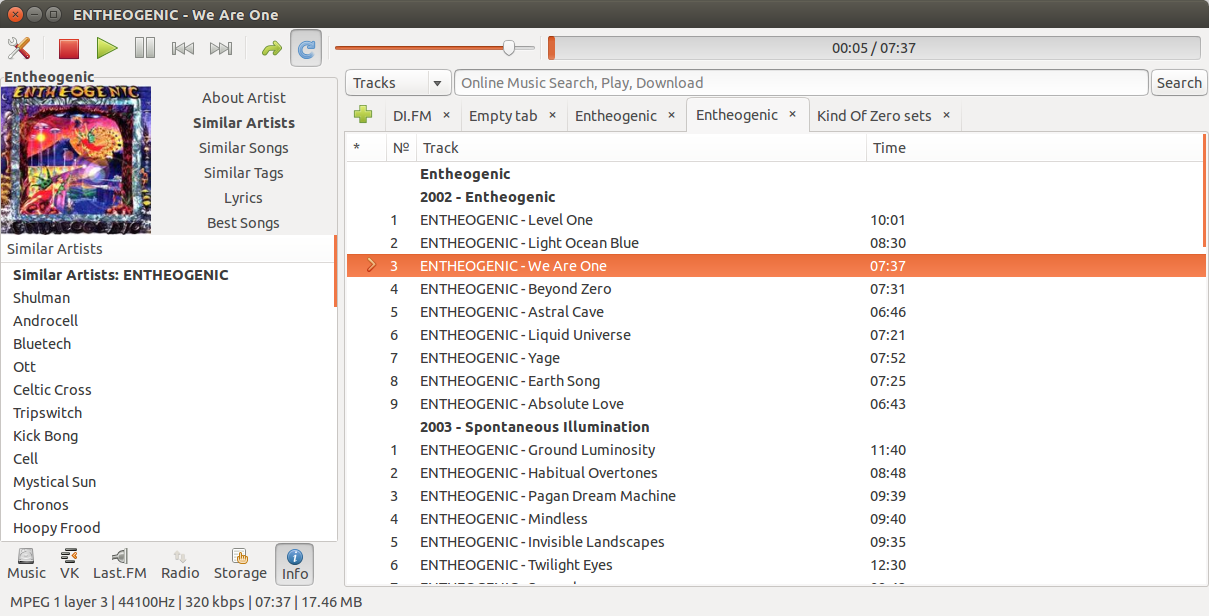 ENTHEOGENIC - We Are One
00:05 / 07:37
Entheogenic
ENTHEOGENIC
About Artist
Similar Artists
Similar Songs
Similar Tags
Lyrics
Best Songs
Similar Artists
Similar Artists: ENTHEOGENIC
Shulman
Androcell
Bluetech
Ott
Celtic Cross
Tripswitch
Kick Bong
Cell
Mystical Sun
Chronos
Hoopy Frood
Music VK Last.FM Radio Storage Info
Tracks Online Music Search, Play, Download Search
DI.FM × Empty tab × Entheogenic × Entheogenic × Kind Of Zero sets ×
* Nº Track Time
Entheogenic
2002 - Entheogenic
1 ENTHEOGENIC - Level One 10:01
2 ENTHEOGENIC - Light Ocean Blue 08:30
3 ENTHEOGENIC - We Are One 07:37
4 ENTHEOGENIC - Beyond Zero 07:31
5 ENTHEOGENIC - Astral Cave 06:46
6 ENTHEOGENIC - Liquid Universe 07:21
7 ENTHEOGENIC - Yage 07:52
8 ENTHEOGENIC - Earth Song 07:25
9 ENTHEOGENIC - Absolute Love 06:43
2003 - Spontaneous Illumination
1 ENTHEOGENIC - Ground Luminosity 11:40
2 ENTHEOGENIC - Habitual Overtones 08:48
3 ENTHEOGENIC - Pagan Dream Machine 09:39
4 ENTHEOGENIC - Mindless 09:40
5 ENTHEOGENIC - Invisible Landscapes 09:35
6 ENTHEOGENIC - Twilight Eyes 12:30
MPEG 1 layer 3 | 44100Hz | 320 kbps | 07:37 | 17.46 MB